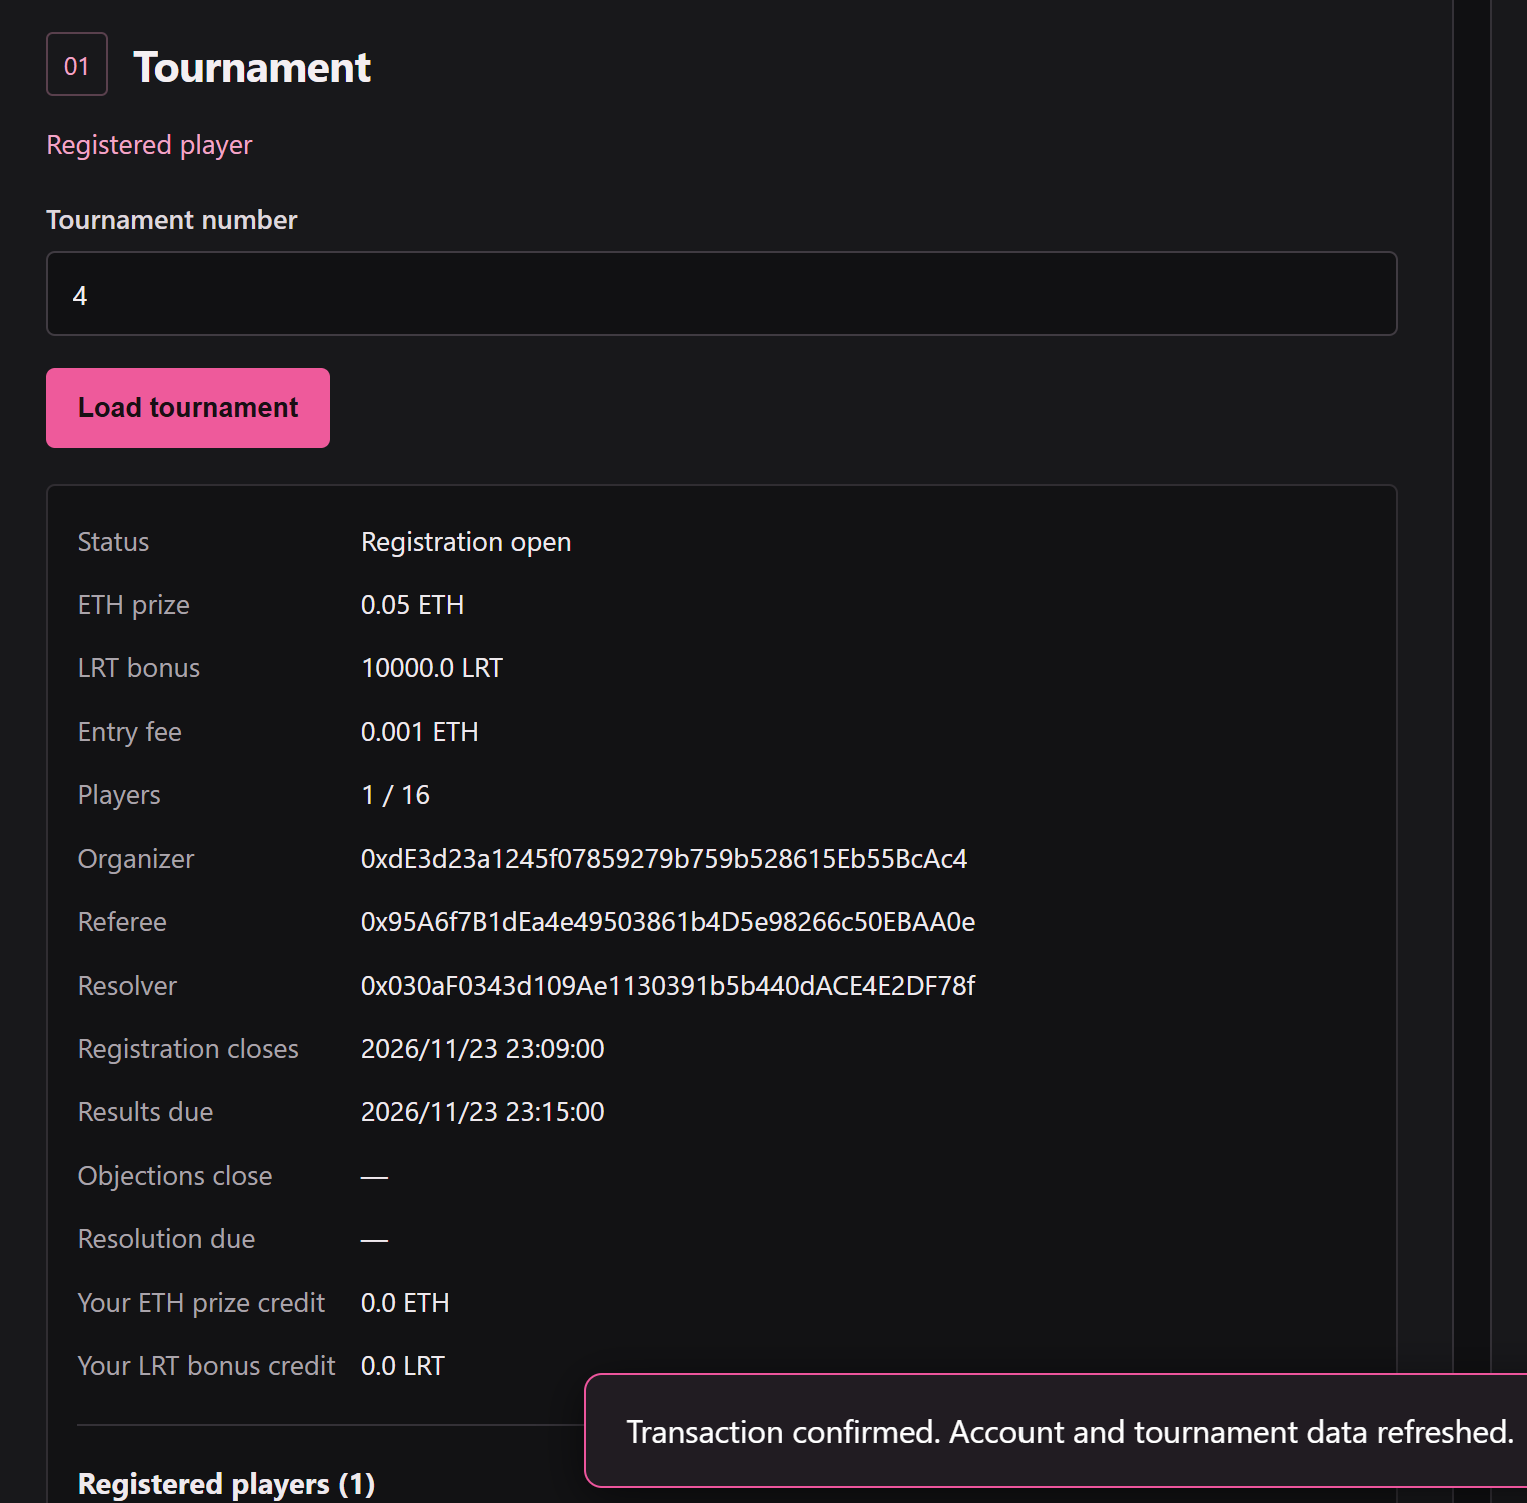 01 Tournament
Registered player
Tournament number
4
Load tournament
Status Registration open
ETH prize 0.05 ETH
LRT bonus 10000.0 LRT
Entry fee 0.001 ETH
Players 1 / 16
Organizer 0xdE3d23a1245f07859279b759b528615Eb55BcAc4
Referee 0x95A6f7B1dEa4e49503861b4D5e98266c50EBAA0e
Resolver 0x030aF0343d109Ae1130391b5b440dACE4E2DF78f
Registration closes 2026/11/23 23:09:00
Results due 2026/11/23 23:15:00
Objections close —
Resolution due —
Your ETH prize credit 0.0 ETH
Your LRT bonus credit 0.0 LRT
Transaction confirmed. Account and tournament data refreshed.
Registered players (1)